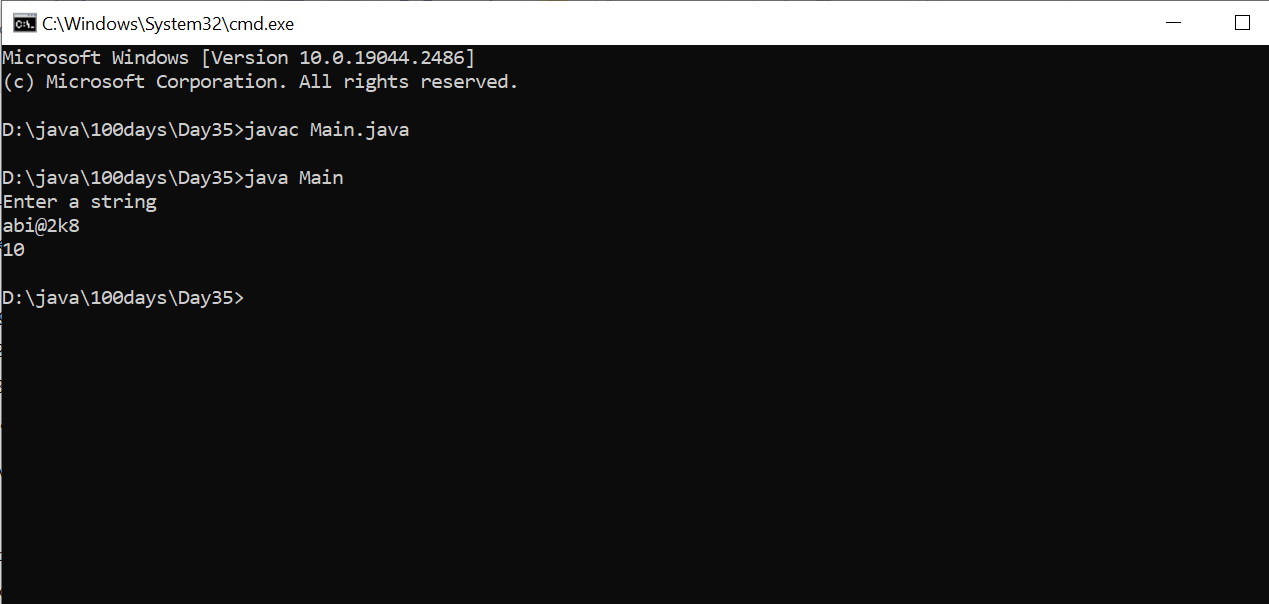 C:\Windows\System32\cmd.exe
Microsoft Windows [Version 10.0.19044.2486]
(c) Microsoft Corporation. All rights reserved.
D:\java\100days\Day35>javac Main.java
D:\java\100days\Day35>java Main
Enter a string
abi@2k8
10
D:\java\100days\Day35>